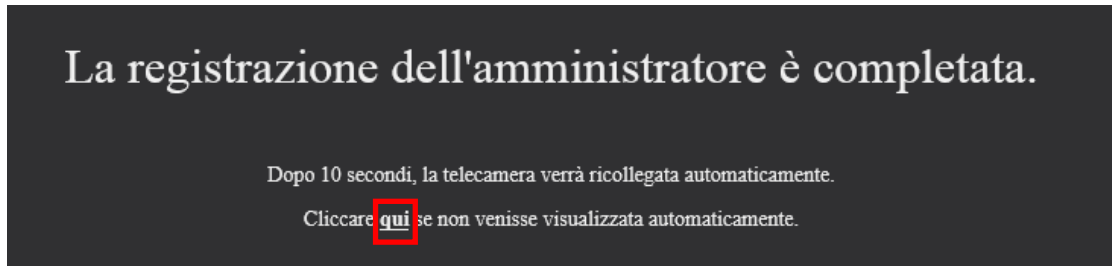 La registrazione dell'amministratore è completata.
Dopo 10 secondi, la telecamera verrà ricollegata automaticamente.
Cliccare qui se non venisse visualizzata automaticamente.